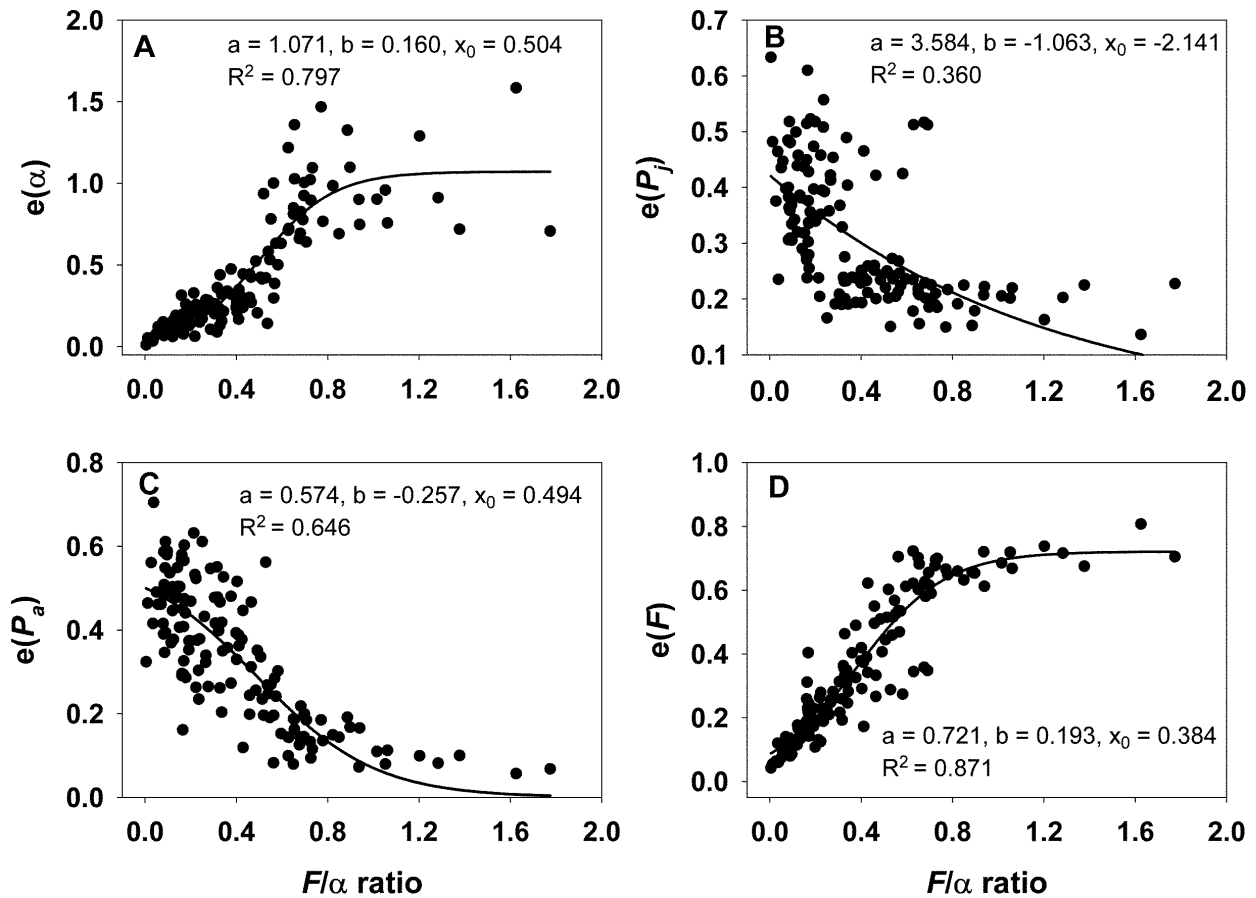 A
a = 1.071, b = 0.160, x0 = 0.504
R2 = 0.797
e(α)
2.0
1.5
1.0
0.5
0.0
0.0 0.4 0.8 1.2 1.6 2.0
B
a = 3.584, b = -1.063, x0 = -2.141
R2 = 0.360
e(Pj)
0.7
0.6
0.5
0.4
0.3
0.2
0.1
0.0 0.4 0.8 1.2 1.6 2.0
C
a = 0.574, b = -0.257, x0 = 0.494
R2 = 0.646
e(Pa)
0.8
0.6
0.4
0.2
0.0
0.0 0.4 0.8 1.2 1.6 2.0
F/α ratio
D
a = 0.721, b = 0.193, x0 = 0.384
R2 = 0.871
e(F)
1.0
0.8
0.6
0.4
0.2
0.0
0.0 0.4 0.8 1.2 1.6 2.0
F/α ratio